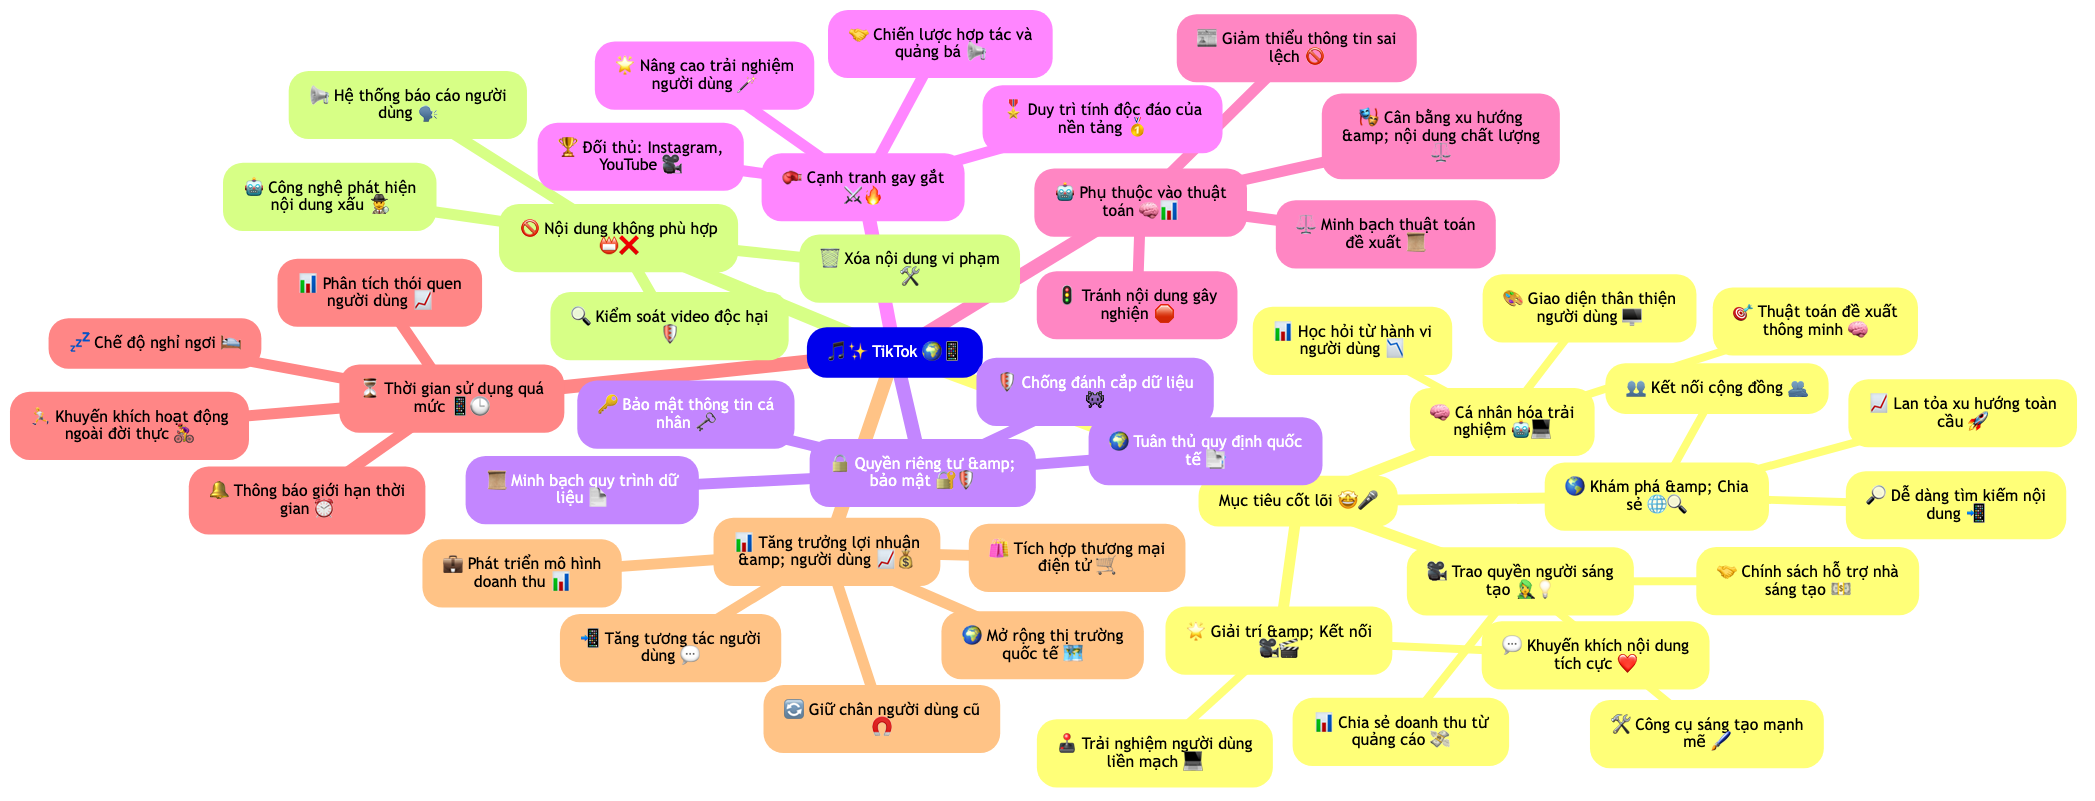 🎵✨ TikTok 🌍📱
🤝 Chiến lược hợp tác và
quảng bá 📢
🌟 Nâng cao trải nghiệm
người dùng 🪄
🎖️ Duy trì tính độc đáo của
nền tảng 🥇
🏆 Đối thủ: Instagram,
YouTube 🎥
🥊 Cạnh tranh gay gắt
⚔️🔥
📰 Giảm thiểu thông tin sai
lệch 🚫
🎭 Cân bằng xu hướng
&amp; nội dung chất lượng
⚖️
🤖 Phụ thuộc vào thuật
toán 🧠📊
⚖️ Minh bạch thuật toán
đề xuất 📜
🚦 Tránh nội dung gây
nghiện 🛑
📢 Hệ thống báo cáo người
dùng 🗣️
🤖 Công nghệ phát hiện
nội dung xấu 🕵️
🚫 Nội dung không phù hợp
📛❌
🗑️ Xóa nội dung vi phạm
🛠️
🔍 Kiểm soát video độc hại
🛡️
📊 Phân tích thói quen
người dùng 📈
💤 Chế độ nghỉ ngơi 🛌
⏳ Thời gian sử dụng quá
mức 📱🕒
🏃 Khuyến khích hoạt động
ngoài đời thực 🚴
🔔 Thông báo giới hạn thời
gian ⏰
🔑 Bảo mật thông tin cá
nhân 🗝️
🛡️ Chống đánh cắp dữ liệu
👾
🌍 Tuân thủ quy định quốc
tế 📄
🔒 Quyền riêng tư &amp;
bảo mật 🔐🛡️
📜 Minh bạch quy trình dữ
liệu 📄
📊 Tăng trưởng lợi nhuận
&amp; người dùng 📈💰
💼 Phát triển mô hình
doanh thu 📊
🛍️ Tích hợp thương mại
điện tử 🛒
📲 Tăng tương tác người
dùng 💬
🌍 Mở rộng thị trường
quốc tế 🗺️
🔄 Giữ chân người dùng cũ
🧲
Mục tiêu cốt lõi 🤩🎤
📊 Học hỏi từ hành vi
người dùng 📉
🎨 Giao diện thân thiện
người dùng 🖥️
🎯 Thuật toán đề xuất
thông minh 🧠
🧠 Cá nhân hóa trải
nghiệm 🤖💻
👥 Kết nối cộng đồng 🫂
📈 Lan tỏa xu hướng toàn
cầu 🚀
🌎 Khám phá &amp; Chia
sẻ 🌐🔍
🔎 Dễ dàng tìm kiếm nội
dung 📲
🎥 Trao quyền người sáng
tạo 🧑‍🎤💡
🤝 Chính sách hỗ trợ nhà
sáng tạo 💵
🌟 Giải trí &amp; Kết nối
🎥🎬
💬 Khuyến khích nội dung
tích cực ❤️
🕹️ Trải nghiệm người dùng
liền mạch 💻
📊 Chia sẻ doanh thu từ
quảng cáo 💸
🛠️ Công cụ sáng tạo mạnh
mẽ 🖌️